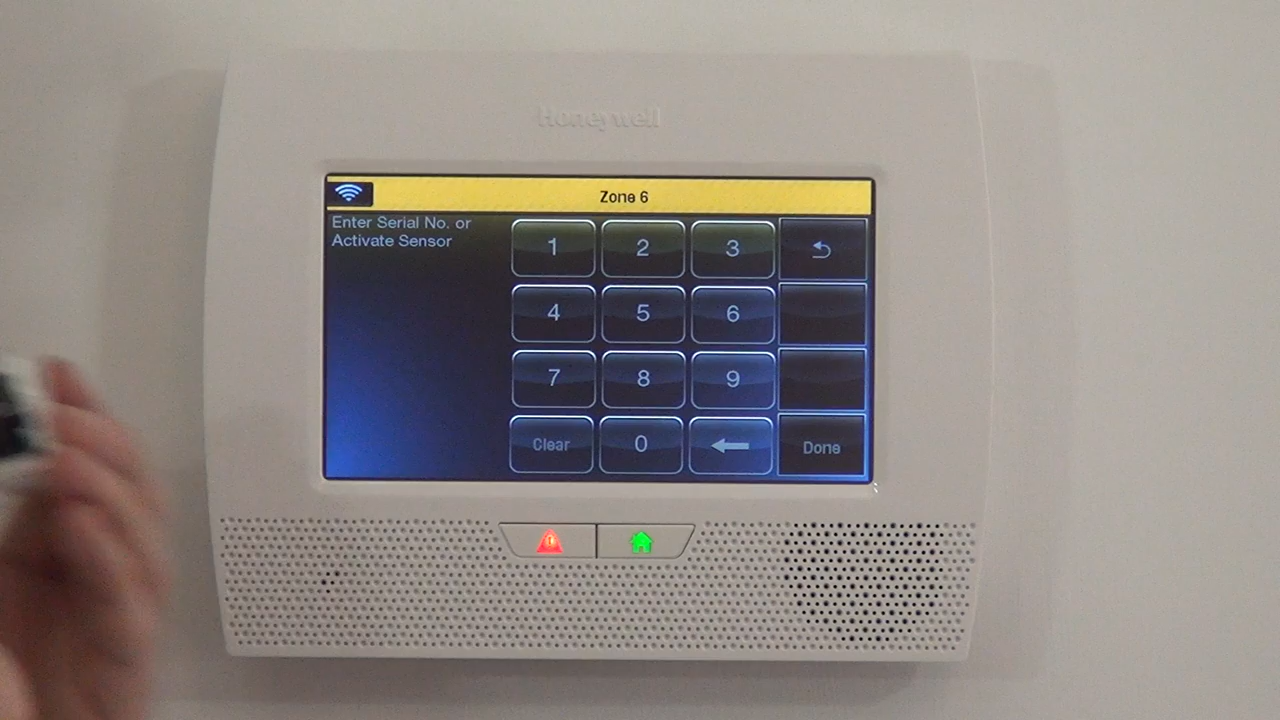 Honeywell
Zone 6
Enter Serial No. or
Activate Sensor
1 2 3
4 5 6
7 8 9
Clear 0 Done